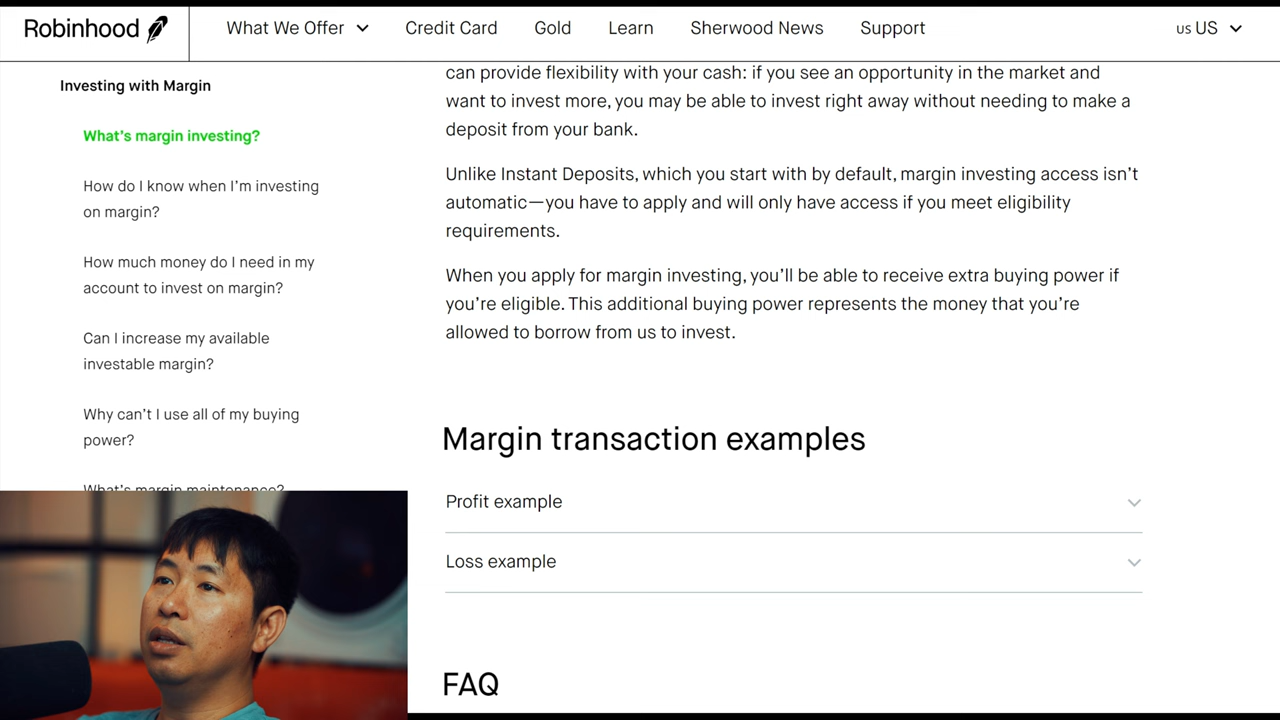 Robinhood
What We Offer
Credit Card
Gold
Learn
Sherwood News
Support
US US
Investing with Margin
What's margin investing?
How do I know when I'm investing
on margin?
How much money do I need in my
account to invest on margin?
Can I increase my available
investable margin?
Why can't I use all of my buying
power?
What's margin maintenance?
can provide flexibility with your cash: if you see an opportunity in the market and
want to invest more, you may be able to invest right away without needing to make a
deposit from your bank.
Unlike Instant Deposits, which you start with by default, margin investing access isn't
automatic—you have to apply and will only have access if you meet eligibility
requirements.
When you apply for margin investing, you'll be able to receive extra buying power if
you're eligible. This additional buying power represents the money that you're
allowed to borrow from us to invest.
Margin transaction examples
Profit example
Loss example
FAQ